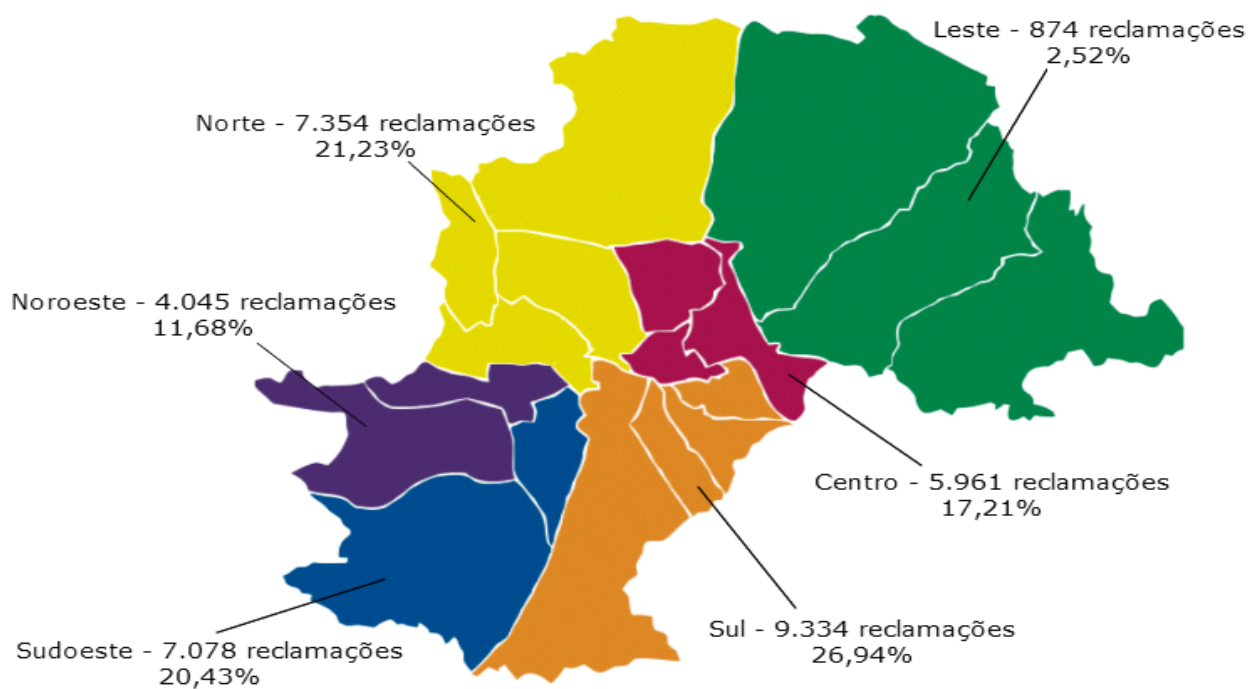 Leste - 874 reclamações
2,52%
Norte - 7.354 reclamações
21,23%
Noroeste - 4.045 reclamações
11,68%
Centro - 5.961 reclamações
17,21%
Sul - 9.334 reclamações
26,94%
Sudoeste - 7.078 reclamações
20,43%